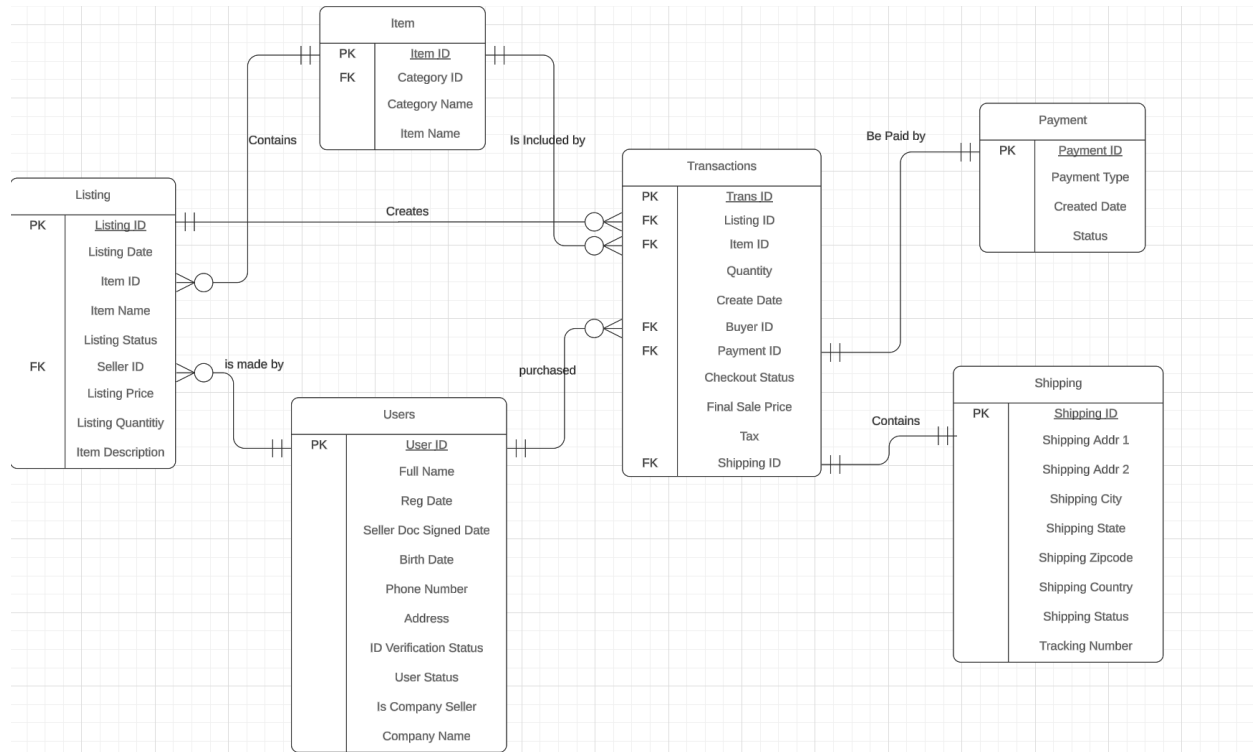 Item
PK Item ID
FK Category ID
Category Name
Item Name
Contains
Is Included by
Listing
PK Listing ID
Listing Date
Item ID
Item Name
Listing Status
FK Seller ID
Listing Price
Listing Quantitiy
Item Description
Creates
is made by
Users
PK User ID
Full Name
Reg Date
Seller Doc Signed Date
Birth Date
Phone Number
Address
ID Verification Status
User Status
Is Company Seller
Company Name
purchased
Transactions
PK Trans ID
FK Listing ID
FK Item ID
Quantity
Create Date
FK Buyer ID
FK Payment ID
Checkout Status
Final Sale Price
Tax
FK Shipping ID
Be Paid by
Payment
PK Payment ID
Payment Type
Created Date
Status
Contains
Shipping
PK Shipping ID
Shipping Addr 1
Shipping Addr 2
Shipping City
Shipping State
Shipping Zipcode
Shipping Country
Shipping Status
Tracking Number